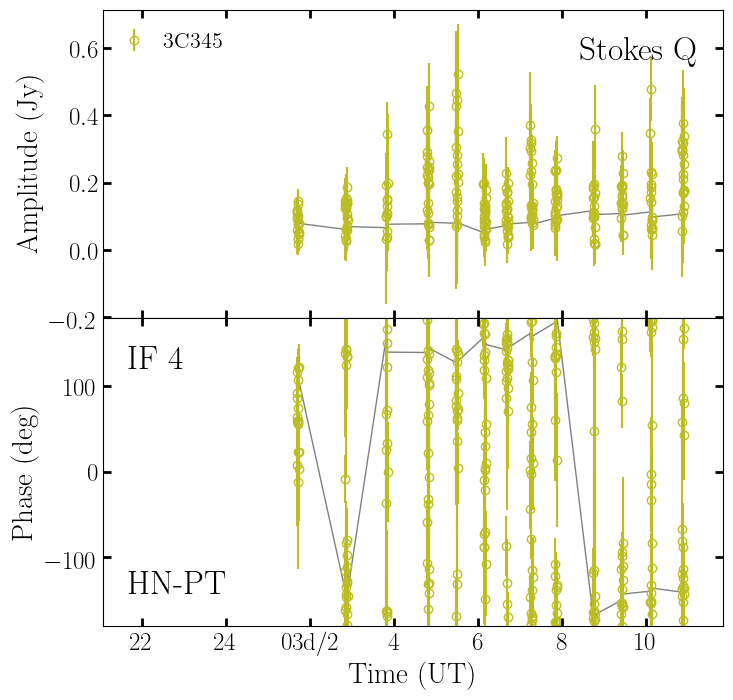 3C345
Stokes Q
Amplitude (Jy)
0.6
0.4
0.2
0.0
−0.2
IF 4
HN-PT
Phase (deg)
100
0
−100
22 24 03d/2 4 6 8 10
Time (UT)